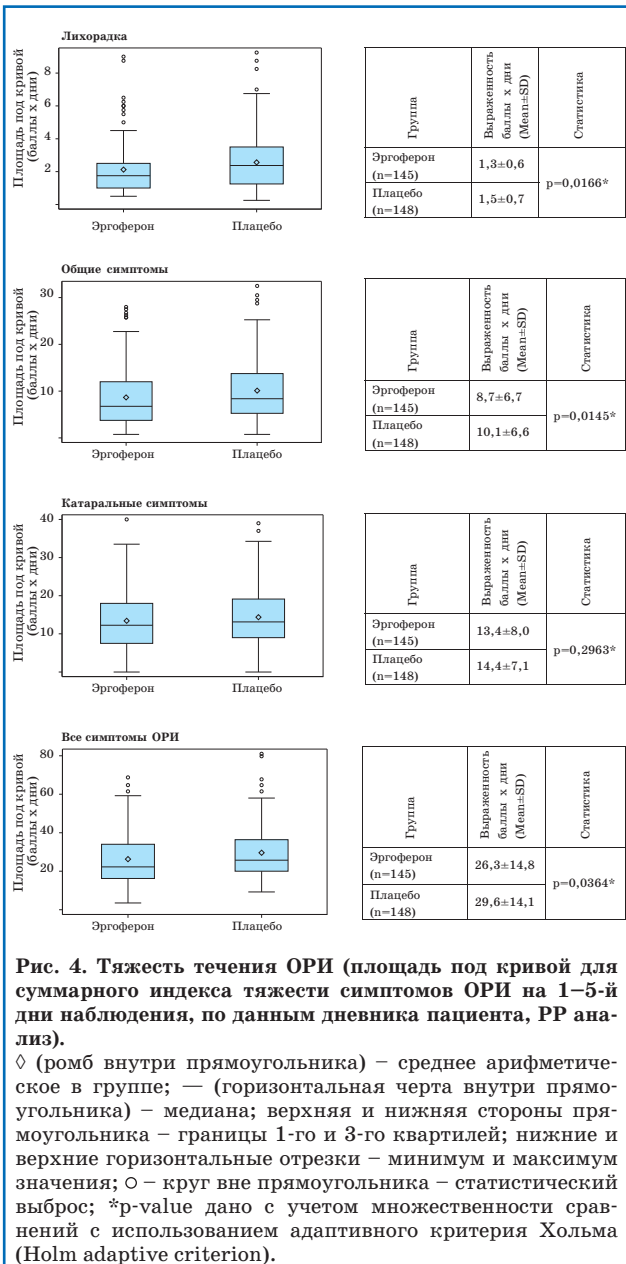 Лихорадка
Площадь под кривой
(баллы х дни)
8
6
4
2
Эргоферон
Плацебо
Группа
Выраженность
баллы х дни
(Mean±SD)
Статистика
Эргоферон
(n=145)
1,3±0,6
p=0,0166*
Плацебо
(n=148)
1,5±0,7
Общие симптомы
Площадь под кривой
(баллы х дни)
30
20
10
Эргоферон
Плацебо
Группа
Выраженность
баллы х дни
(Mean±SD)
Статистика
Эргоферон
(n=145)
8,7±6,7
p=0,0145*
Плацебо
(n=148)
10,1±6,6
Катаральные симптомы
Площадь под кривой
(баллы х дни)
40
30
20
10
Эргоферон
Плацебо
Группа
Выраженность
баллы х дни
(Mean±SD)
Статистика
Эргоферон
(n=145)
13,4±8,0
p=0,2963*
Плацебо
(n=148)
14,4±7,1
Все симптомы ОРИ
Площадь под кривой
(баллы х дни)
80
60
40
20
Эргоферон
Плацебо
Группа
Выраженность
баллы х дни
(Mean±SD)
Статистика
Эргоферон
(n=145)
26,3±14,8
p=0,0364*
Плацебо
(n=148)
29,6±14,1
Рис. 4. Тяжесть течения ОРИ (площадь под кривой для
суммарного индекса тяжести симптомов ОРИ на 1–5-й
дни наблюдения, по данным дневника пациента, РР ана-
лиз).
◊ (ромб внутри прямоугольника) – среднее арифметиче-
ское в группе; — (горизонтальная черта внутри прямо-
угольника) – медиана; верхняя и нижняя стороны пря-
моугольника – границы 1-го и 3-го квартилей; нижние и
верхние горизонтальные отрезки – минимум и максимум
значения; ○ – круг вне прямоугольника – статистический
выброс; *p-value дано с учетом множественности срав-
нений с использованием адаптивного критерия Хольма
(Holm adaptive criterion).